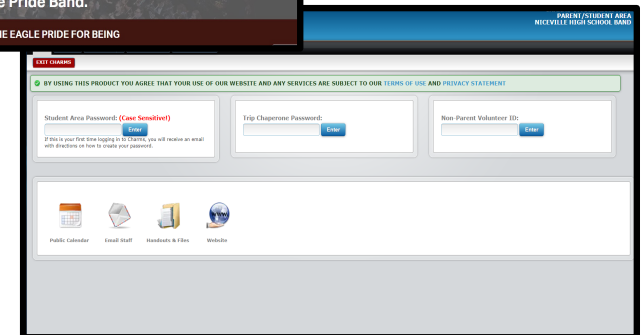 e Pride Band.
HE EAGLE PRIDE FOR BEING
PARENT/STUDENT AREA
NICEVILLE HIGH SCHOOL BAND
EXIT CHARMS
BY USING THIS PRODUCT YOU AGREE THAT YOUR USE OF OUR WEBSITE AND ANY SERVICES ARE SUBJECT TO OUR TERMS OF USE AND PRIVACY STATEMENT
Student Area Password: (Case Sensitive!)
Enter
If this is your first time logging in to Charms, you will receive an email
with directions on how to create your password.
Trip Chaperone Password:
Enter
Non-Parent Volunteer ID:
Enter
WWW
Public Calendar
Email Staff
Handouts & Files
Website